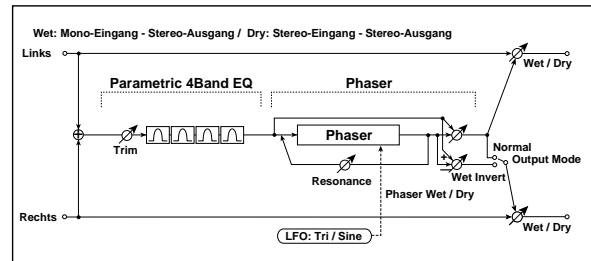 Wet: Mono-Eingang - Stereo-Ausgang / Dry: Stereo-Eingang - Stereo-Ausgang
Links
Wet / Dry
Parametric 4Band EQ
Phaser
Trim
Phaser
+
Normal
Output Mode
Resonance
Wet Invert
Phaser Wet / Dry
Rechts
LFO: Tri / Sine
Wet / Dry